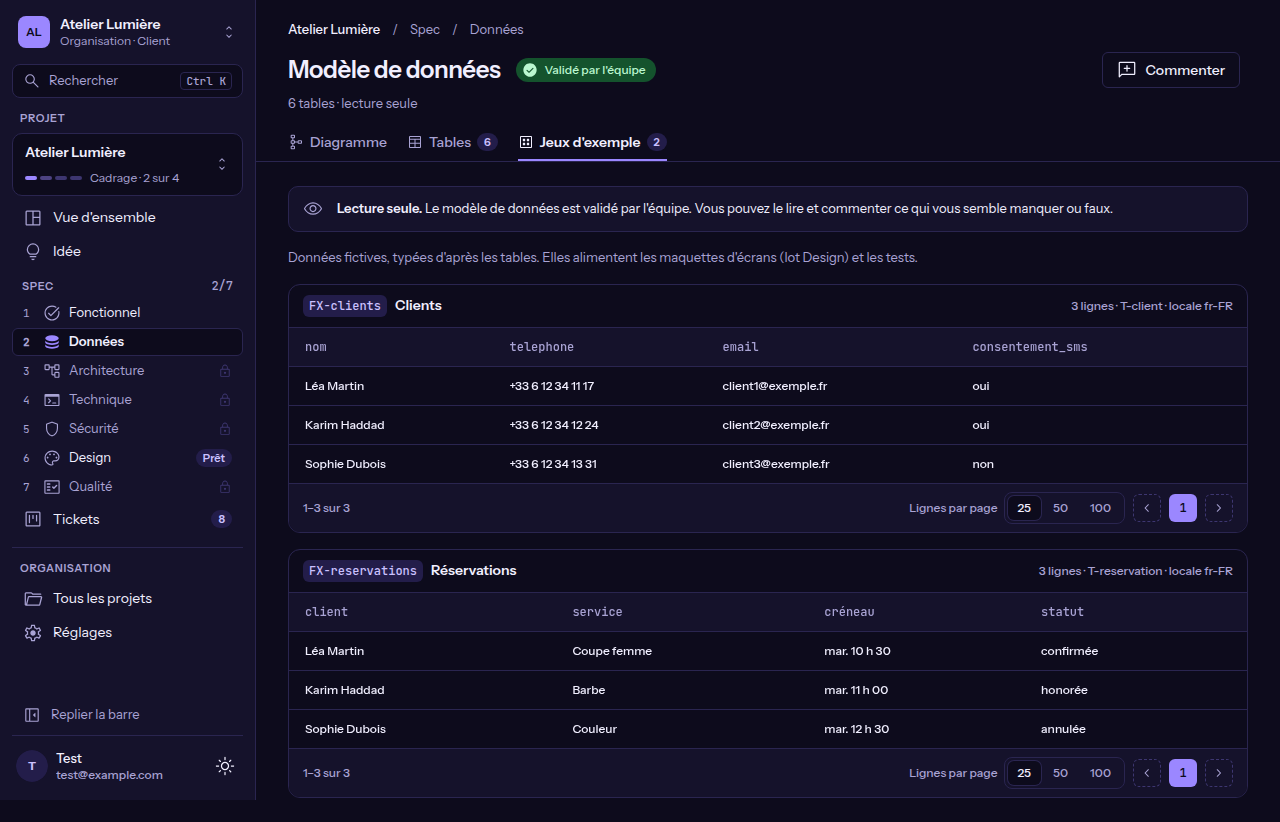 AL Atelier Lumière
Organisation · Client
Rechercher Ctrl K
PROJET
Atelier Lumière
Cadrage · 2 sur 4
Vue d'ensemble
Idée
SPEC 2/7
1 Fonctionnel
2 Données
3 Architecture
4 Technique
5 Sécurité
6 Design Prêt
7 Qualité
Tickets 8
ORGANISATION
Tous les projets
Réglages
Replier la barre
T Test
test@example.com
Atelier Lumière / Spec / Données
Modèle de données Validé par l'équipe Commenter
6 tables · lecture seule
Diagramme Tables 6 Jeux d'exemple 2
Lecture seule. Le modèle de données est validé par l'équipe. Vous pouvez le lire et commenter ce qui vous semble manquer ou faux.
Données fictives, typées d'après les tables. Elles alimentent les maquettes d'écrans (lot Design) et les tests.
FX-clients Clients 3 lignes · T-client · locale fr-FR
nom telephone email consentement_sms
Léa Martin +33 6 12 34 11 17 client1@exemple.fr oui
Karim Haddad +33 6 12 34 12 24 client2@exemple.fr oui
Sophie Dubois +33 6 12 34 13 31 client3@exemple.fr non
1–3 sur 3 Lignes par page 25 50 100 1
FX-reservations Réservations 3 lignes · T-reservation · locale fr-FR
client service créneau statut
Léa Martin Coupe femme mar. 10 h 30 confirmée
Karim Haddad Barbe mar. 11 h 00 honorée
Sophie Dubois Couleur mar. 12 h 30 annulée
1–3 sur 3 Lignes par page 25 50 100 1